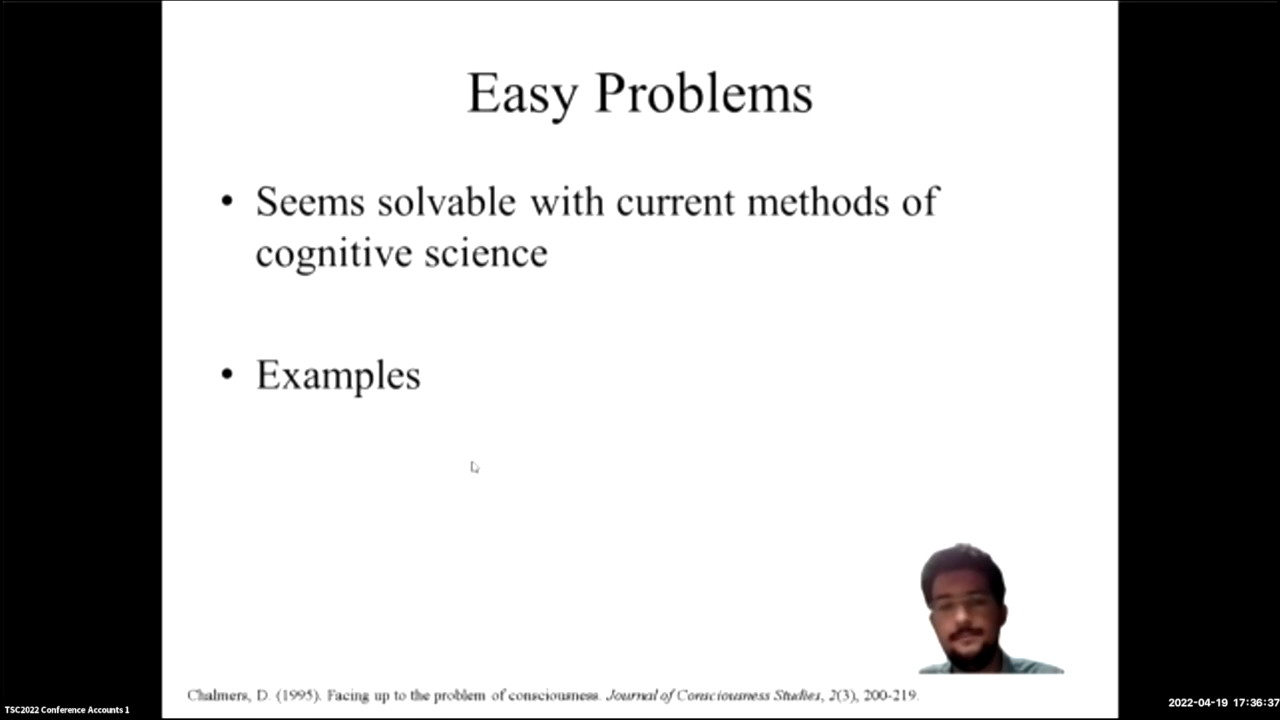 Easy Problems
• Seems solvable with current methods of
cognitive science
• Examples
Chalmers, D. (1995). Facing up to the problem of consciousness. Journal of Consciousness Studies, 2(3), 200-219.
TSC2022 Conference Accounts 1
2022-04-19 17:36:37